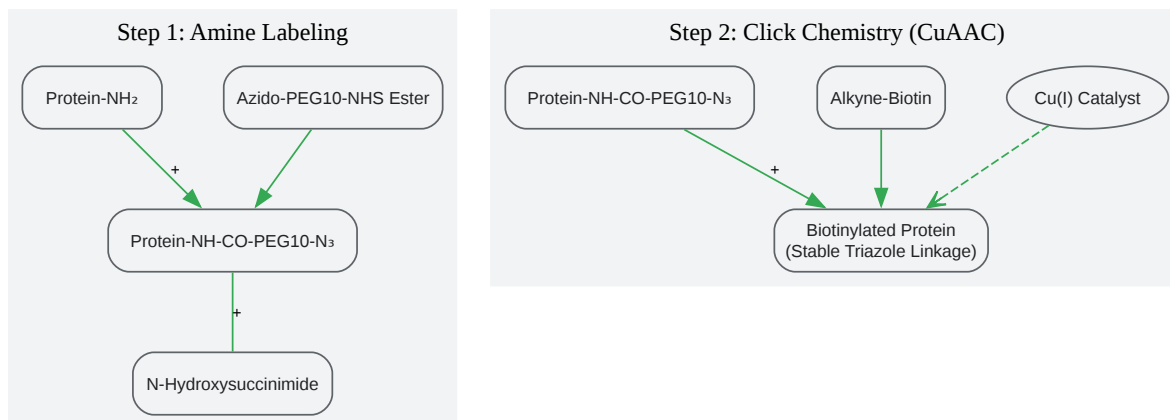 Step 1: Amine Labeling
Protein-NH₂
Azido-PEG10-NHS Ester
+
Protein-NH-CO-PEG10-N₃
+
N-Hydroxysuccinimide
Step 2: Click Chemistry (CuAAC)
Protein-NH-CO-PEG10-N₃
Alkyne-Biotin
Cu(I) Catalyst
+
Biotinylated Protein
(Stable Triazole Linkage)